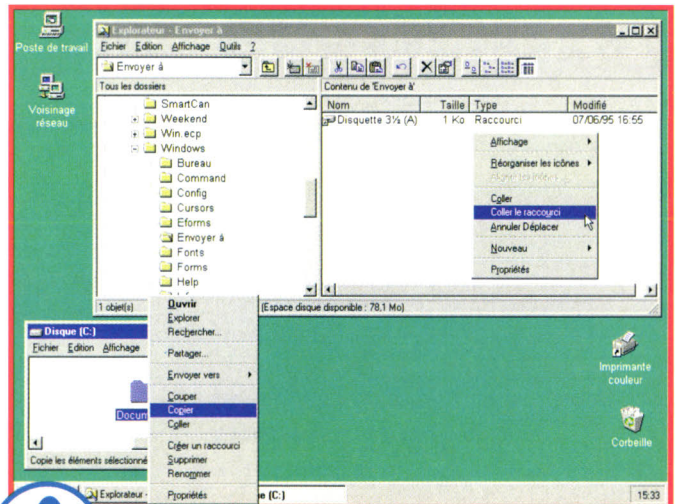 Poste de travail
Voisinage
réseau
Explorateur - Envoyer à
Fichier Edition Affichage Outils ?
Envoyer à
Tous les dossiers
Contenu de 'Envoyer à'
SmartCan
Weekend
Win.ecp
Windows
Bureau
Command
Config
Cursors
Eforms
Envoyer à
Fonts
Forms
Help
Nom Taille Type Modifié
Disquette 3½ (A) 1 Ko Raccourci 07/06/95 16:55
Affichage
Réorganiser les icônes
Aligner les icônes
Coller
Coller le raccourci
Annuler Déplacer
Nouveau
Propriétés
1 objet(s)
(Espace disque disponible : 78,1 Mo)
Disque (C:)
Fichier Edition Affichage
Docum
Copie les éléments sélectionné
Ouvrir
Explorer
Rechercher...
Partager...
Envoyer vers
Couper
Copier
Coller
Créer un raccourci
Supprimer
Renommer
Propriétés
Imprimante
couleur
Corbeille
Explorateur -
(C:)
15:33